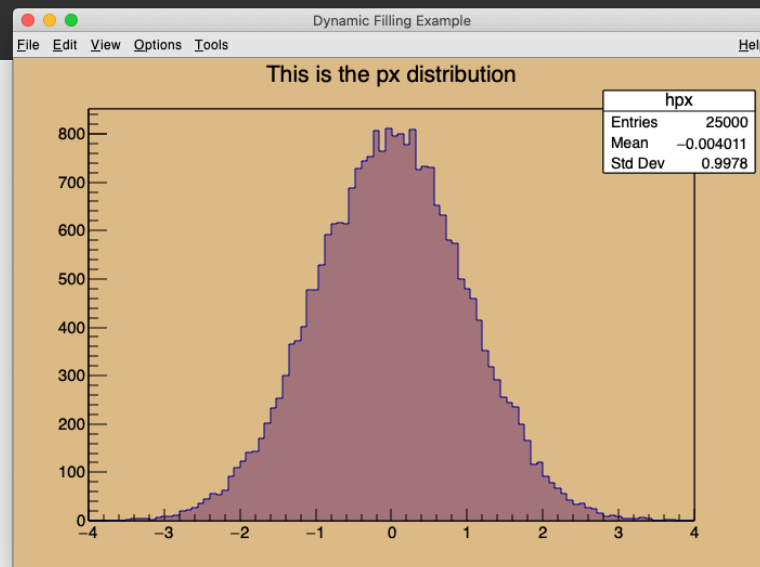 Dynamic Filling Example
File Edit View Options Tools
This is the px distribution
hpx
Entries 25000
Mean −0.004011
Std Dev 0.9978
800
700
600
500
400
300
200
100
0
−4 −3 −2 −1 0 1 2 3 4